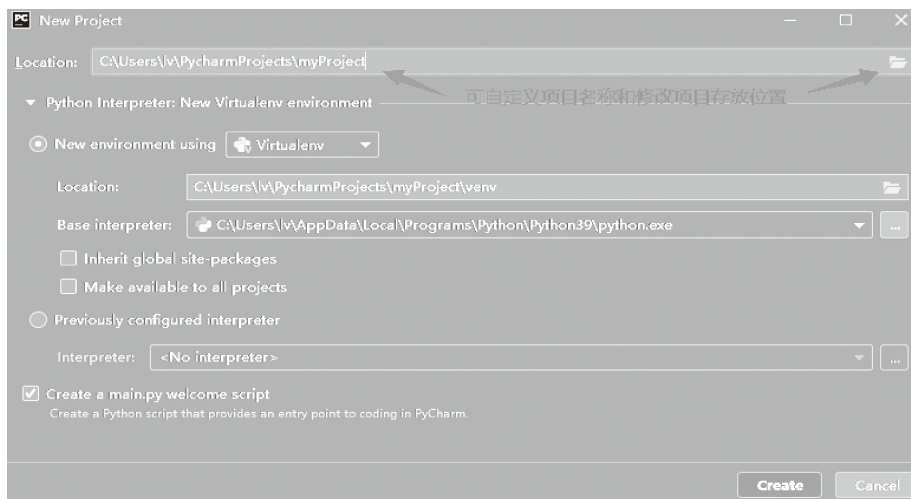 PC New Project
Location: C:\Users\lv\PycharmProjects\myProject
可自定义项目名称和修改项目存放位置
Python Interpreter: New Virtualenv environment
New environment using Virtualenv
Location: C:\Users\lv\PycharmProjects\myProject\venv
Base interpreter: C:\Users\lv\AppData\Local\Programs\Python\Python39\python.exe ...
Inherit global site-packages
Make available to all projects
Previously configured interpreter
Interpreter: <No interpreter> ...
Create a main.py welcome script
Create a Python script that provides an entry point to coding in PyCharm.
Create Cancel